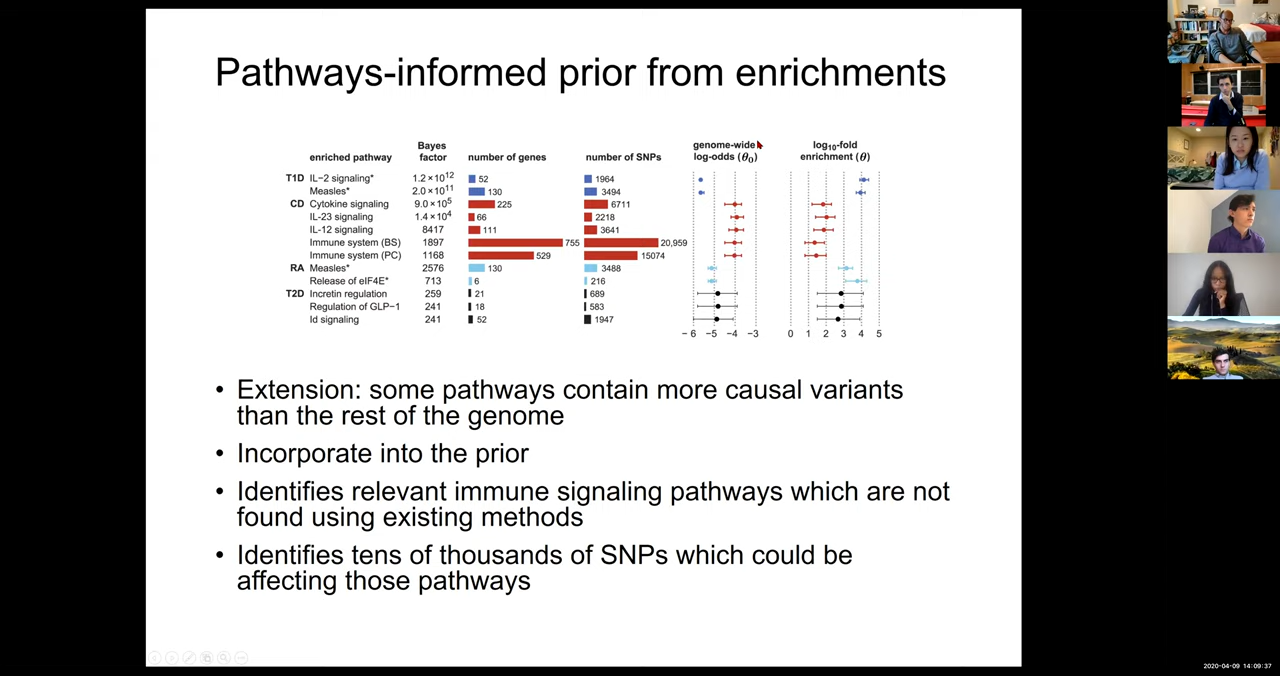 Pathways-informed prior from enrichments
enriched pathway Bayes factor number of genes number of SNPs genome-wide log-odds (θ0) log10-fold enrichment (θ)
T1D IL−2 signaling* 1.2 × 10^12 52 1964
Measles* 2.0 × 10^11 130 3494
CD Cytokine signaling 9.0 × 10^5 225 6711
IL-23 signaling 1.4 × 10^4 66 2218
IL-12 signaling 8417 111 3641
Immune system (BS) 1897 755 20,959
Immune system (PC) 1168 529 15074
RA Measles* 2576 130 3488
Release of eIF4E* 713 6 216
T2D Incretin regulation 259 21 689
Regulation of GLP−1 241 18 583
Id signaling 241 52 1947
−6 −5 −4 −3 0 1 2 3 4 5
• Extension: some pathways contain more causal variants
than the rest of the genome
• Incorporate into the prior
• Identifies relevant immune signaling pathways which are not
found using existing methods
• Identifies tens of thousands of SNPs which could be
affecting those pathways
2020-04-09 14:09:37